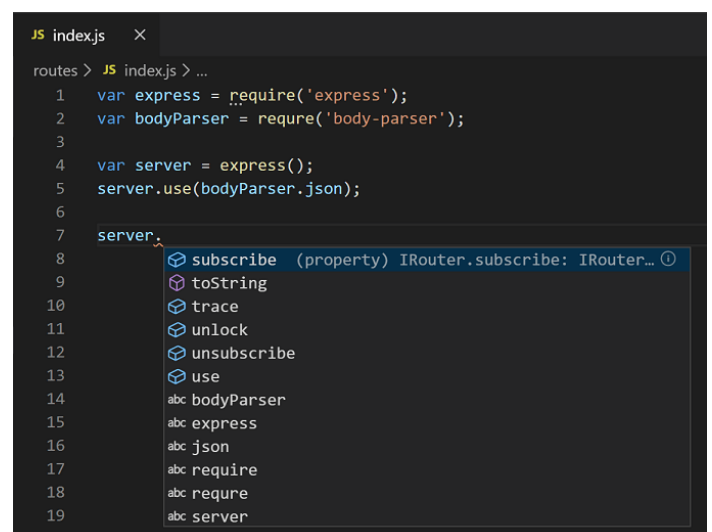 JS index.js ×
routes > JS index.js > ...
1 var express = require('express');
2 var bodyParser = requre('body-parser');
3
4 var server = express();
5 server.use(bodyParser.json);
6
7 server.
8 subscribe (property) IRouter.subscribe: IRouter…
9 toString
10 trace
11 unlock
12 unsubscribe
13 use
14 abc bodyParser
15 abc express
16 abc json
17 abc require
18 abc requre
19 abc server